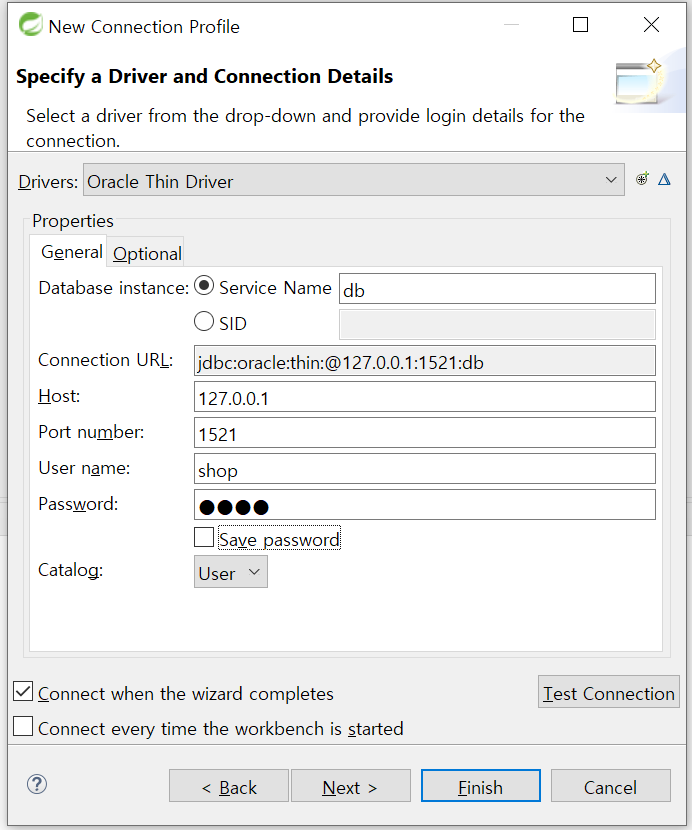 New Connection Profile
Specify a Driver and Connection Details
Select a driver from the drop-down and provide login details for the
connection.
Drivers: Oracle Thin Driver
Properties
General Optional
Database instance: Service Name db
SID
Connection URL: jdbc:oracle:thin:@127.0.0.1:1521:db
Host: 127.0.0.1
Port number: 1521
User name: shop
Password: ●●●●
Save password
Catalog: User
Connect when the wizard completes
Test Connection
Connect every time the workbench is started
? < Back Next > Finish Cancel